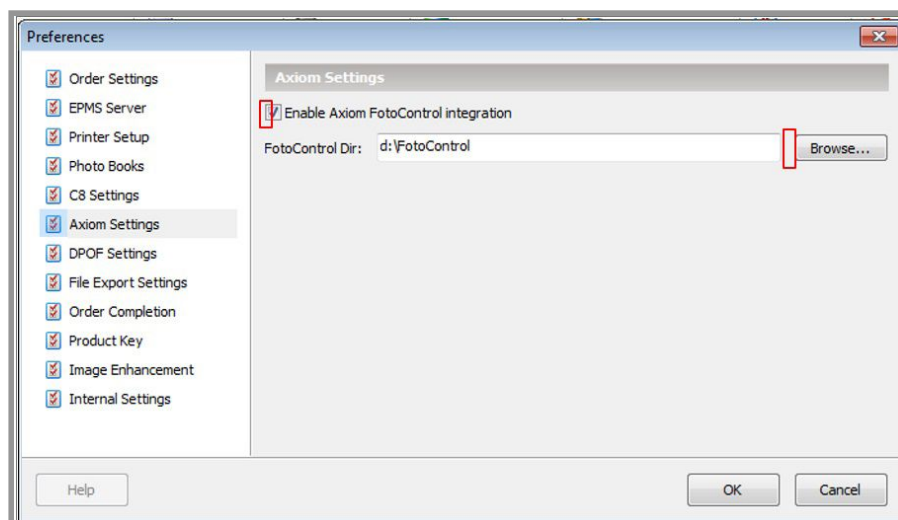 Preferences
Order Settings
EPMS Server
Printer Setup
Photo Books
C8 Settings
Axiom Settings
DPOF Settings
File Export Settings
Order Completion
Product Key
Image Enhancement
Internal Settings
Axiom Settings
Enable Axiom FotoControl integration
FotoControl Dir: d:\FotoControl Browse...
Help OK Cancel